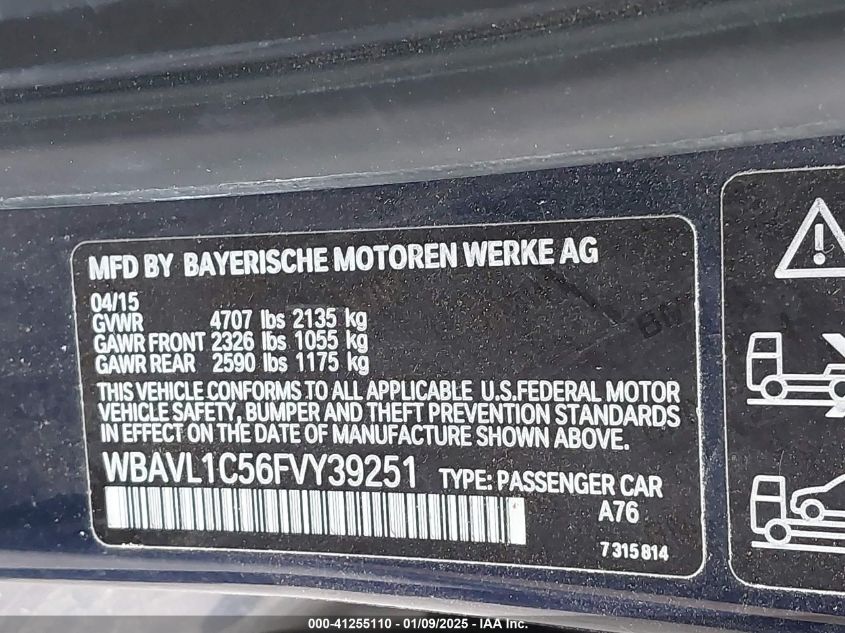 MFD BY BAYERISCHE MOTOREN WERKE AG
04/15
GVWR 4707 lbs 2135 kg
GAWR FRONT 2326 lbs 1055 kg
GAWR REAR 2590 lbs 1175 kg
THIS VEHICLE CONFORMS TO ALL APPLICABLE U.S.FEDERAL MOTOR
VEHICLE SAFETY, BUMPER AND THEFT PREVENTION STANDARDS
IN EFFECT ON THE DATE OF MANUFACTURE SHOWN ABOVE.
WBAVL1C56FVY39251 TYPE: PASSENGER CAR
A76
7 315 814
000-41255110 - 01/09/2025 - IAA Inc.